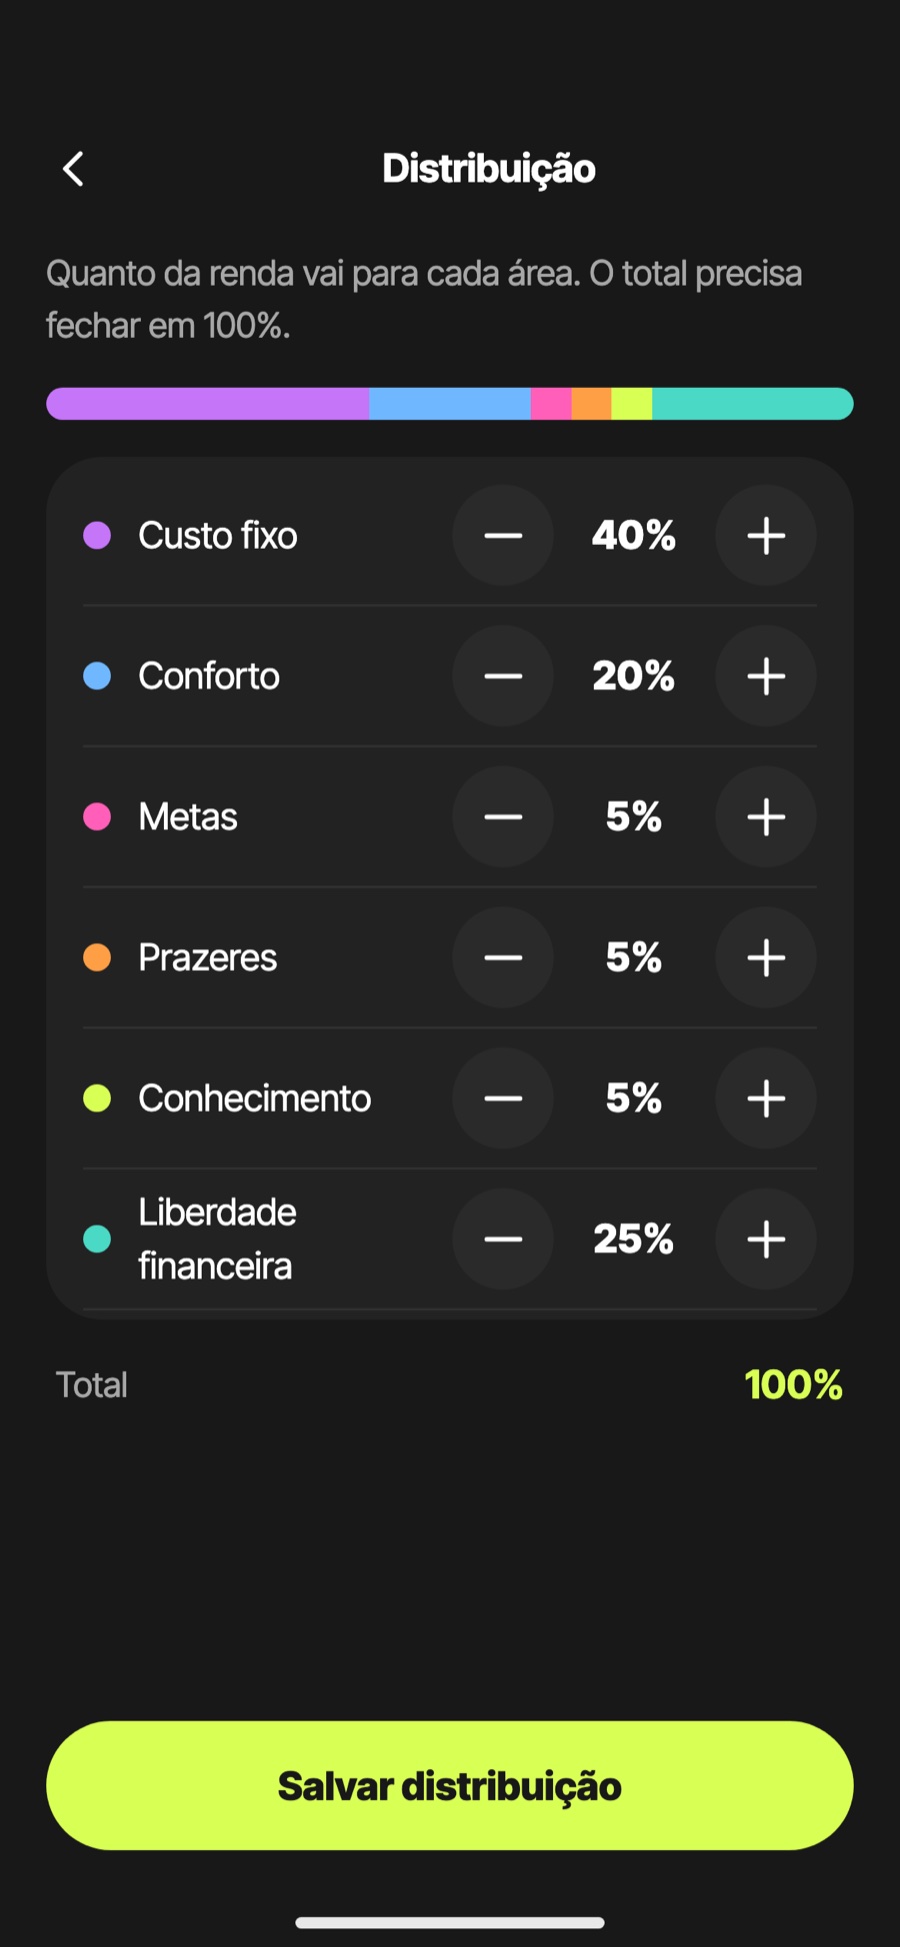 Distribuição
Quanto da renda vai para cada área. O total precisa
fechar em 100%.
Custo fixo 40%
Conforto 20%
Metas 5%
Prazeres 5%
Conhecimento 5%
Liberdade
financeira 25%
Total 100%
Salvar distribuição